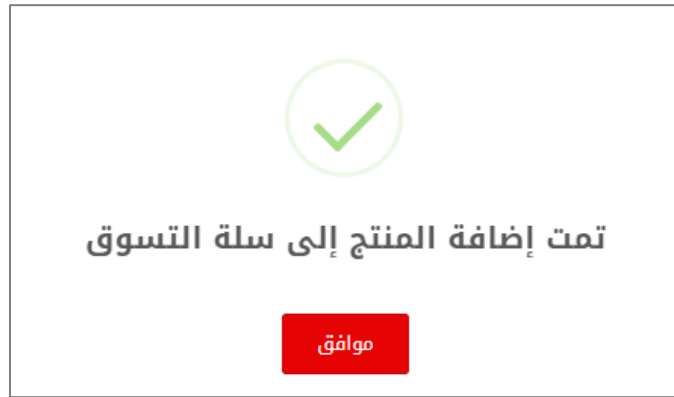 تمت إضافة المنتج إلى سلة التسوق
موافق